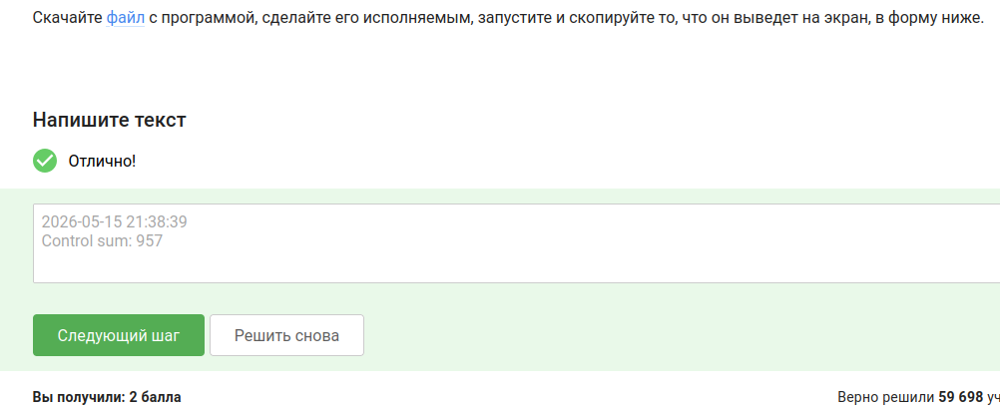 Скачайте файл с программой, сделайте его исполняемым, запустите и скопируйте то, что он выведет на экран, в форму ниже.
Напишите текст
Отлично!
2026-05-15 21:38:39
Control sum: 957
Следующий шаг
Решить снова
Вы получили: 2 балла
Верно решили 59 698 уч